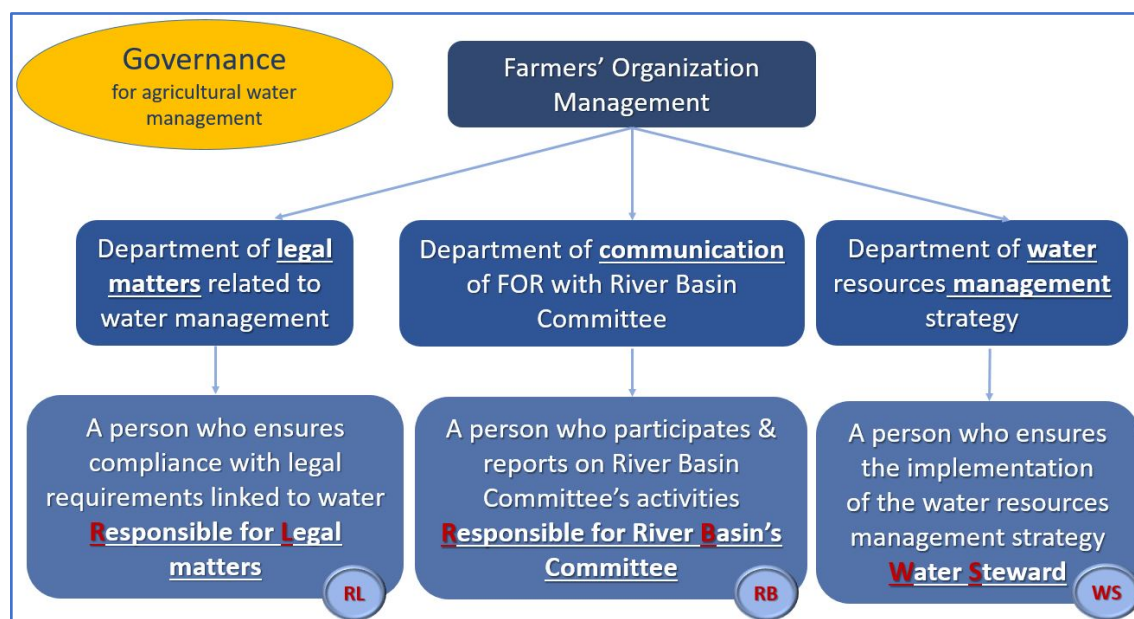 Governance
for agricultural water
management
Farmers' Organization
Management
Department of legal
matters related to
water management
Department of communication
of FOR with River Basin
Committee
Department of water
resources management
strategy
A person who ensures
compliance with legal
requirements linked to water
Responsible for Legal
matters
RL
A person who participates &
reports on River Basin
Committee's activities
Responsible for River Basin's
Committee
RB
A person who ensures
the implementation
of the water resources
management strategy
Water Steward
WS